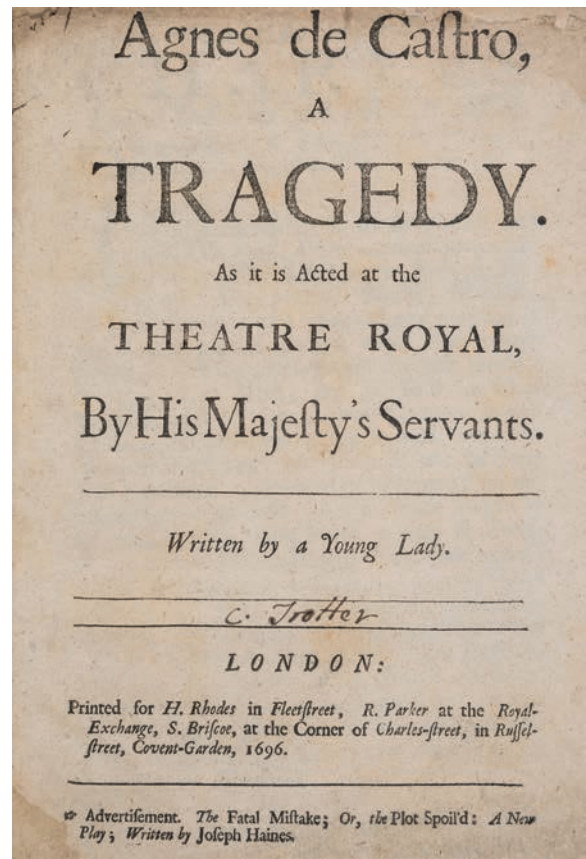 Agnes de Caſtro,
A
TRAGEDY.
As it is Acted at the
THEATRE ROYAL,
By His Majeſty's Servants.
Written by a Young Lady.
C. Trotter
LONDON:
Printed for H. Rhodes in Fleetſtreet, R. Parker at the Royal-
Exchange, S. Briſcoe, at the Corner of Charles-ſtreet, in Ruſſel-
ſtreet, Covent-Garden, 1696.
☞ Advertiſement. The Fatal Miſtake; Or, the Plot Spoil'd: A New
Play; Written by Joſeph Haines.